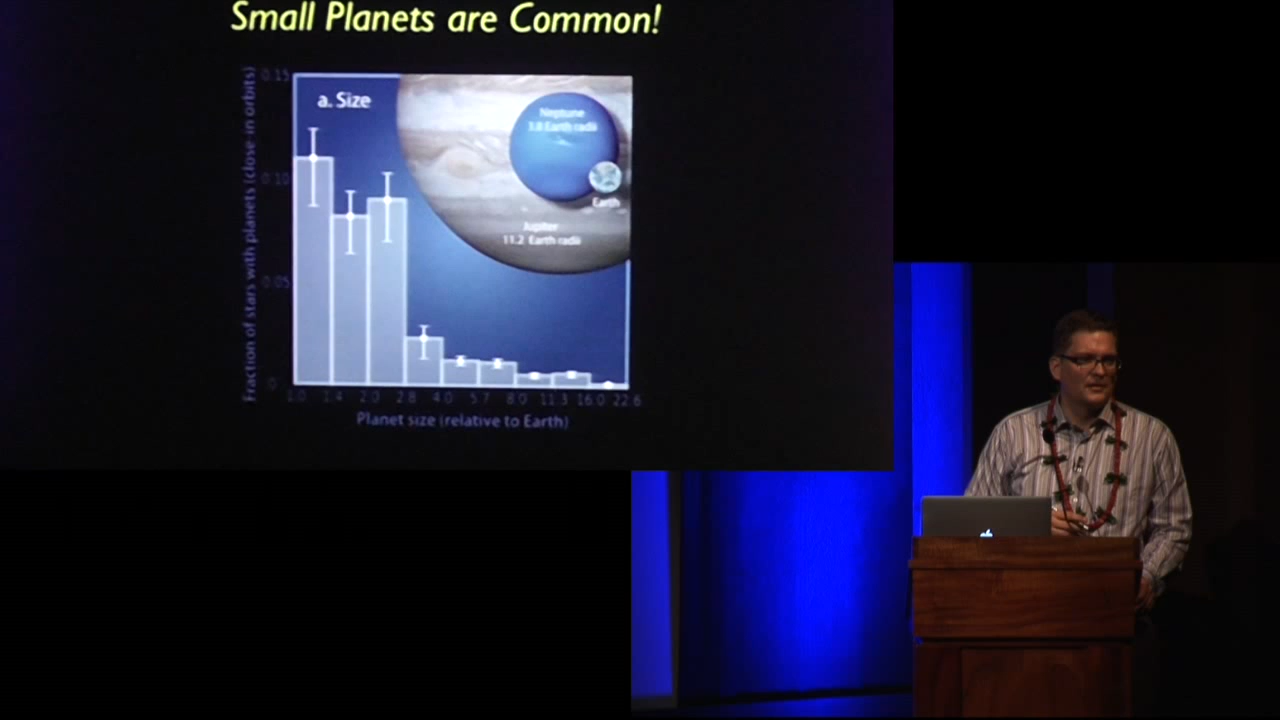 Small Planets are Common!
a. Size
Neptune
3.8 Earth radii
Earth
Jupiter
11.2 Earth radii
Fraction of stars with planets (close-in orbits)
0.15
0.10
0.05
0
1.0 1.4 2.0 2.8 4.0 5.7 8.0 11.3 16.0 22.6
Planet size (relative to Earth)